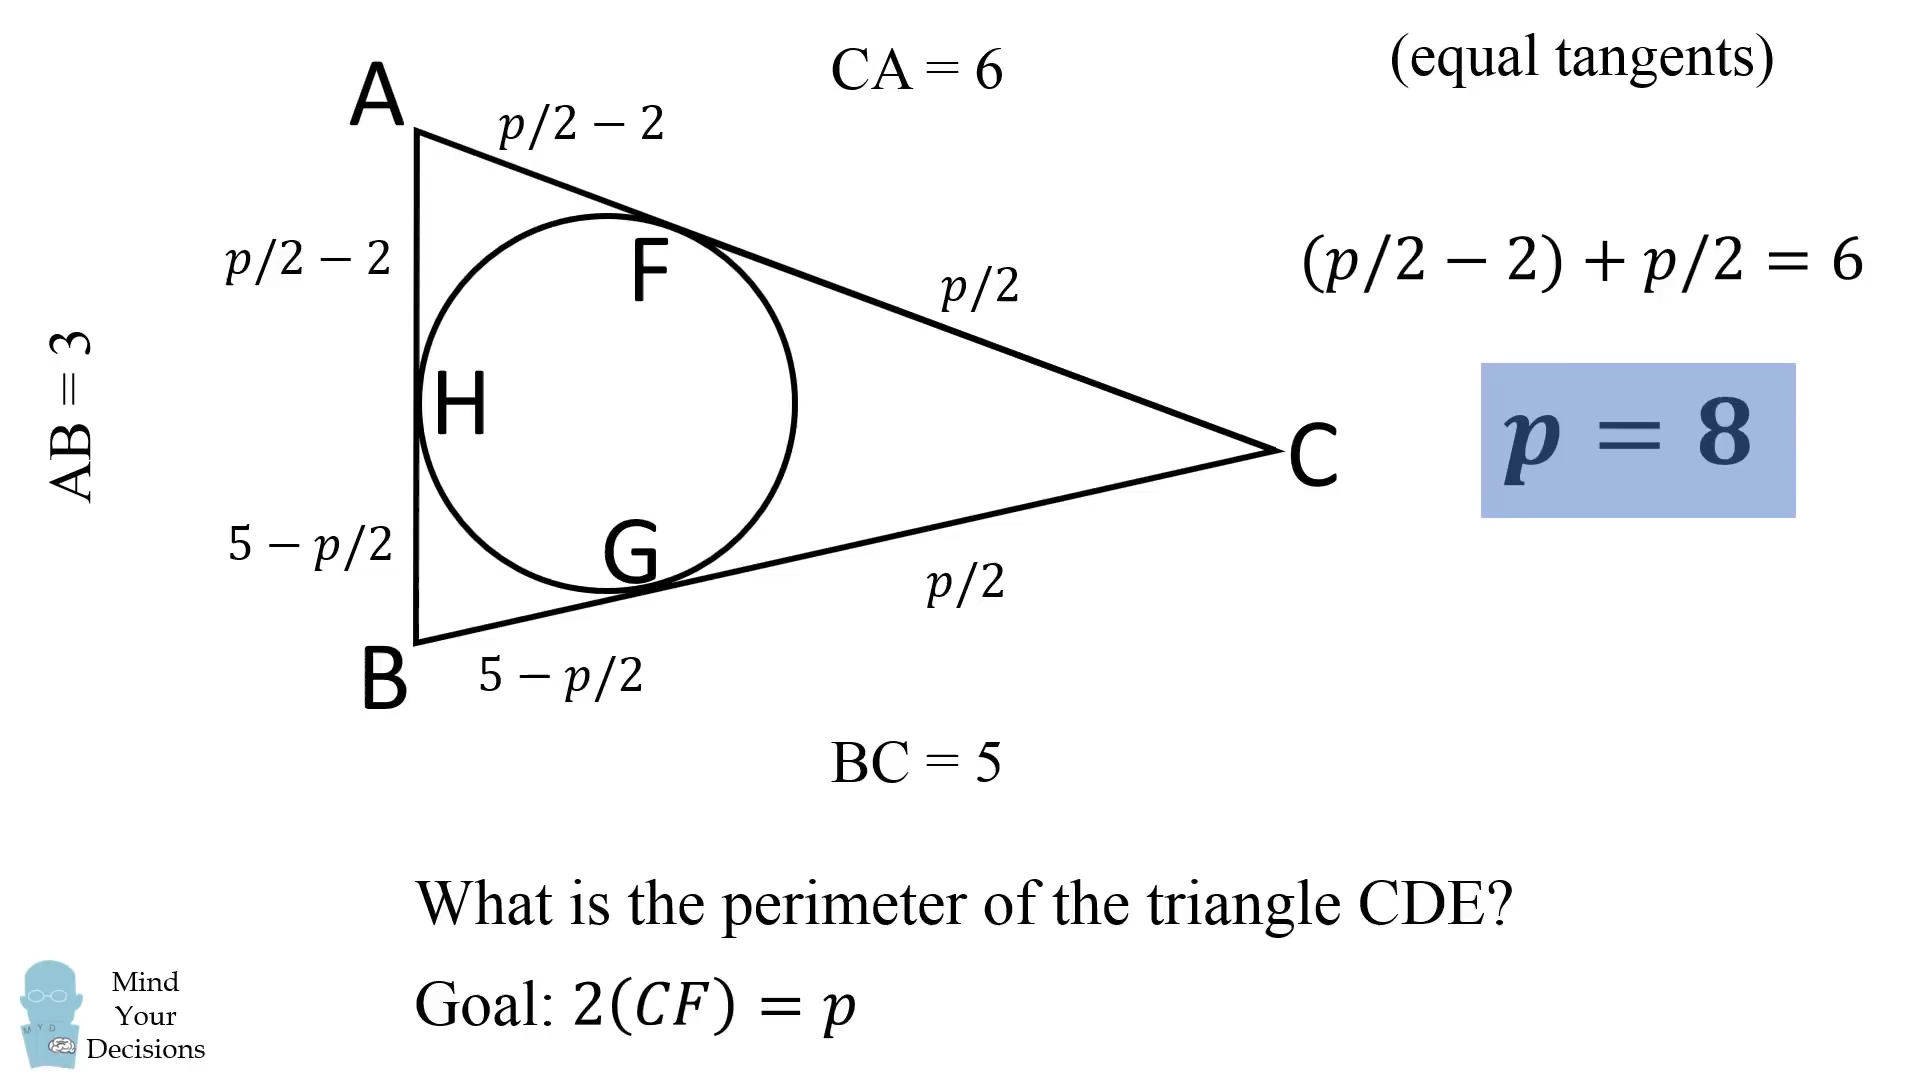 CA = 6
(equal tangents)
A
p/2 − 2
p/2 − 2
F
p/2
(p/2 − 2) + p/2 = 6
AB = 3
H
p = 8
C
5 − p/2
G
p/2
B
5 − p/2
BC = 5
What is the perimeter of the triangle CDE?
Goal: 2(CF) = p
M Y D
Mind
Your
Decisions